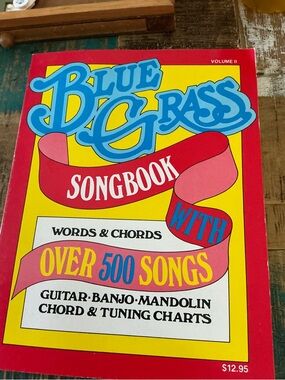 VOLUME II
BLUE
GRASS
SONGBOOK
WITH
WORDS & CHORDS
OVER 500 SONGS
GUITAR·BANJO·MANDOLIN
CHORD & TUNING CHARTS
$12.95